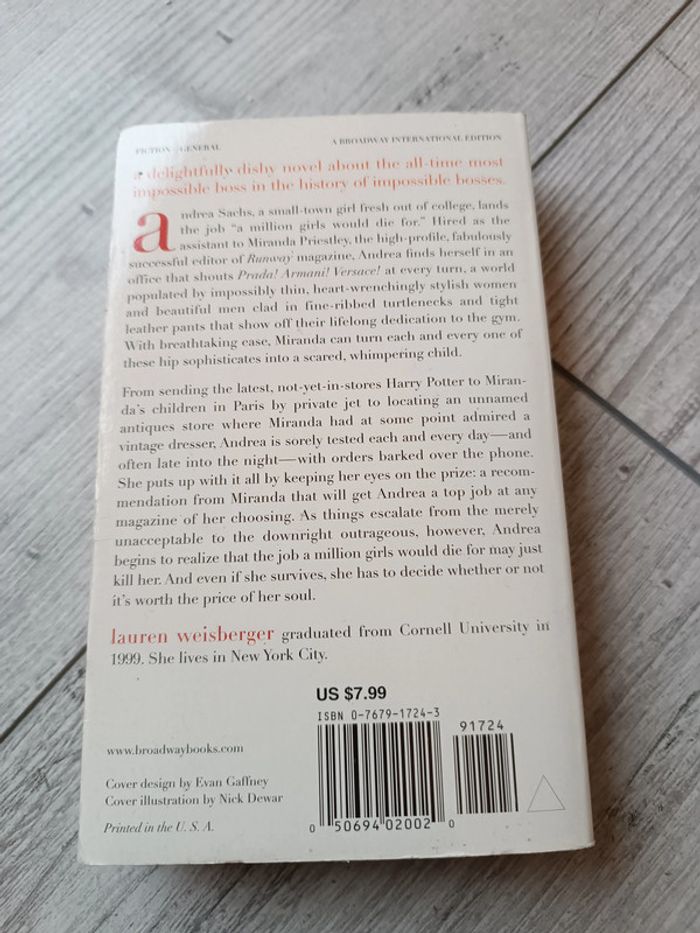 FICTION – GENERAL
A BROADWAY INTERNATIONAL EDITION
a delightfully dishy novel about the all-time most
impossible boss in the history of impossible bosses.
andrea Sachs, a small-town girl fresh out of college, lands
the job "a million girls would die for." Hired as the
assistant to Miranda Priestley, the high-profile, fabulously
successful editor of Runway magazine, Andrea finds herself in an
office that shouts Prada! Armani! Versace! at every turn, a world
populated by impossibly thin, heart-wrenchingly stylish women
and beautiful men clad in fine-ribbed turtlenecks and tight
leather pants that show off their lifelong dedication to the gym.
With breathtaking ease, Miranda can turn each and every one of
these hip sophisticates into a scared, whimpering child.
From sending the latest, not-yet-in-stores Harry Potter to Miran-
da's children in Paris by private jet to locating an unnamed
antiques store where Miranda had at some point admired a
vintage dresser, Andrea is sorely tested each and every day—and
often late into the night—with orders barked over the phone.
She puts up with it all by keeping her eyes on the prize: a recom-
mendation from Miranda that will get Andrea a top job at any
magazine of her choosing. As things escalate from the merely
unacceptable to the downright outrageous, however, Andrea
begins to realize that the job a million girls would die for may just
kill her. And even if she survives, she has to decide whether or not
it's worth the price of her soul.
lauren weisberger graduated from Cornell University in
1999. She lives in New York City.
US $7.99
ISBN 0-7679-1724-3
91724
www.broadwaybooks.com
Cover design by Evan Gaffney
Cover illustration by Nick Dewar
Printed in the U. S. A.
0 50694 02002 0